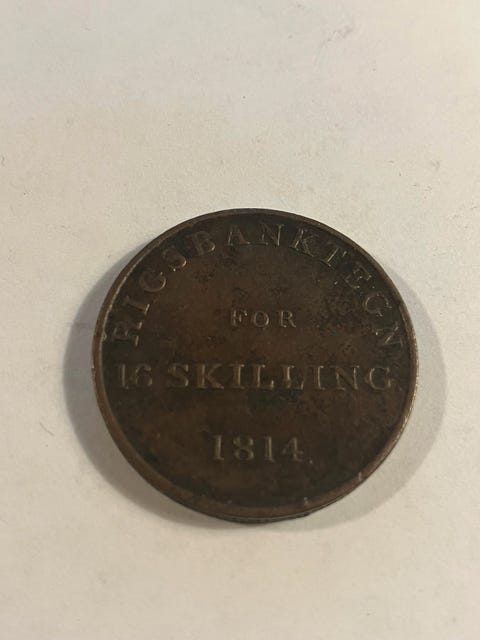 RIGSBANKTEGN
FOR
16 SKILLING
1814.